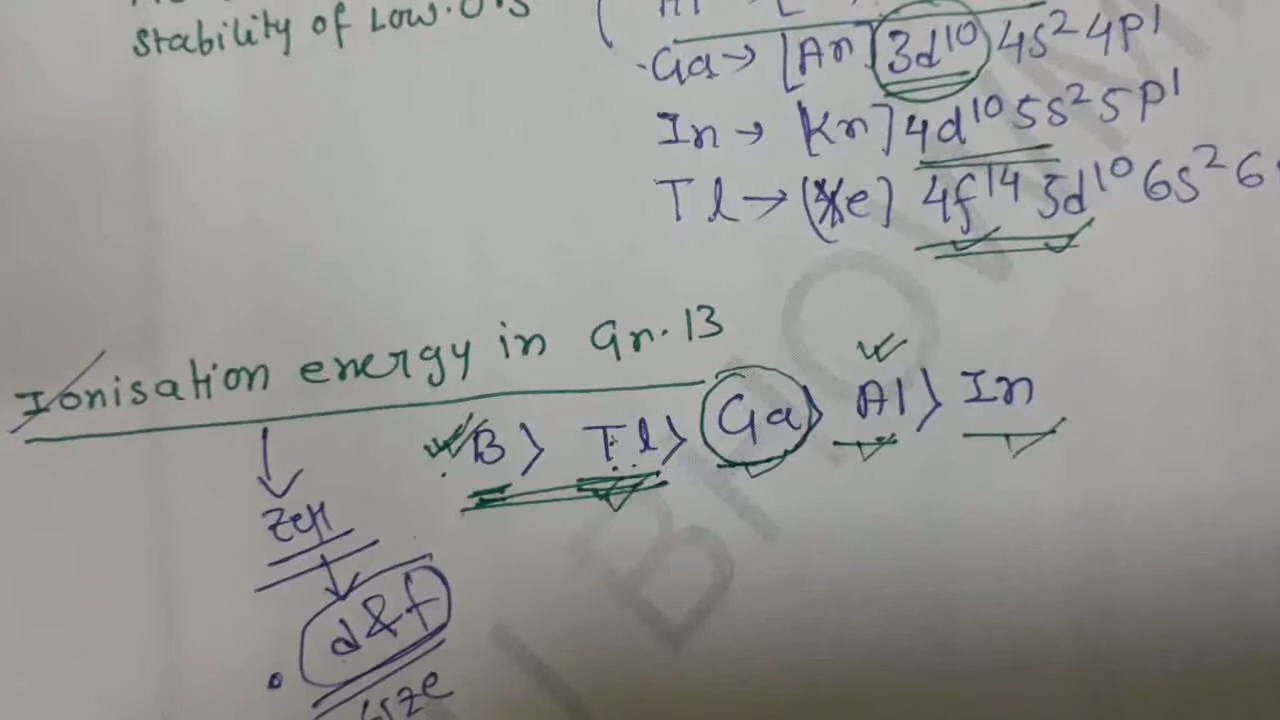 Stability of Low.O.S
Ga → [Ar] 3d¹⁰ 4s² 4p¹
In → [Kr] 4d¹⁰ 5s² 5p¹
Tl → [Xe] 4f¹⁴ 5d¹⁰ 6s² 6
Ionisation energy in Gr.13
B > Tl > Ga > Al > In
Zeff
d&f
size